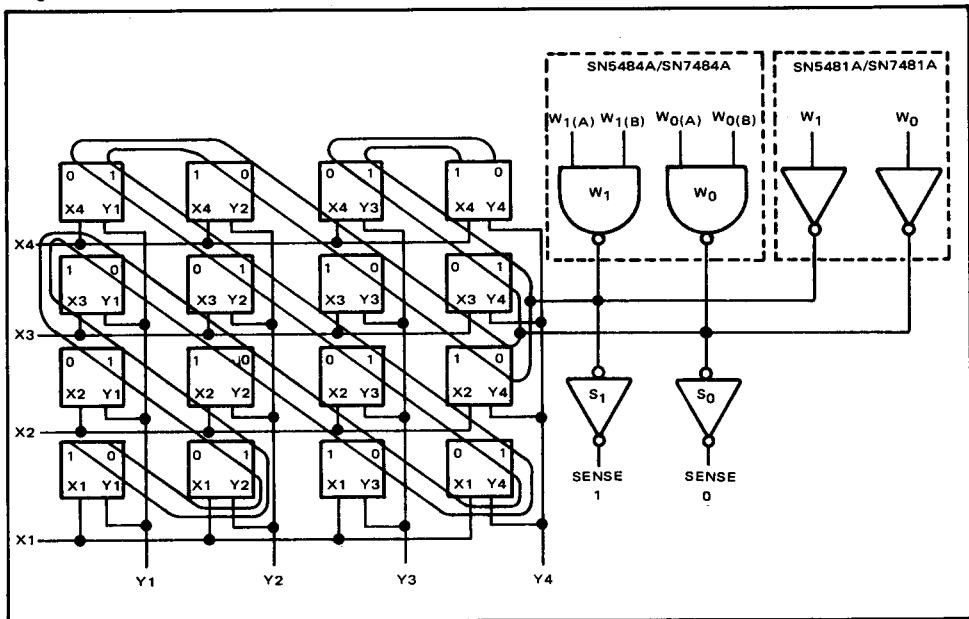 SN5484A/SN7484A SN5481A/SN7481A
W1(A) W1(B) W0(A) W0(B) W1 W0
W1 W0
0 1 1 0 0 1 1 0
X4 Y1 X4 Y2 X4 Y3 X4 Y4
X4
1 0 0 1 1 0 0 1
X3 Y1 X3 Y2 X3 Y3 X3 Y4
X3
0 1 1 0 0 1 1 0
X2 Y1 X2 Y2 X2 Y3 X2 Y4
X2
S1 S0
1 0 0 1 1 0 0 1
X1 Y1 X1 Y2 X1 Y3 X1 Y4
SENSE 1 SENSE 0
X1
Y1 Y2 Y3 Y4